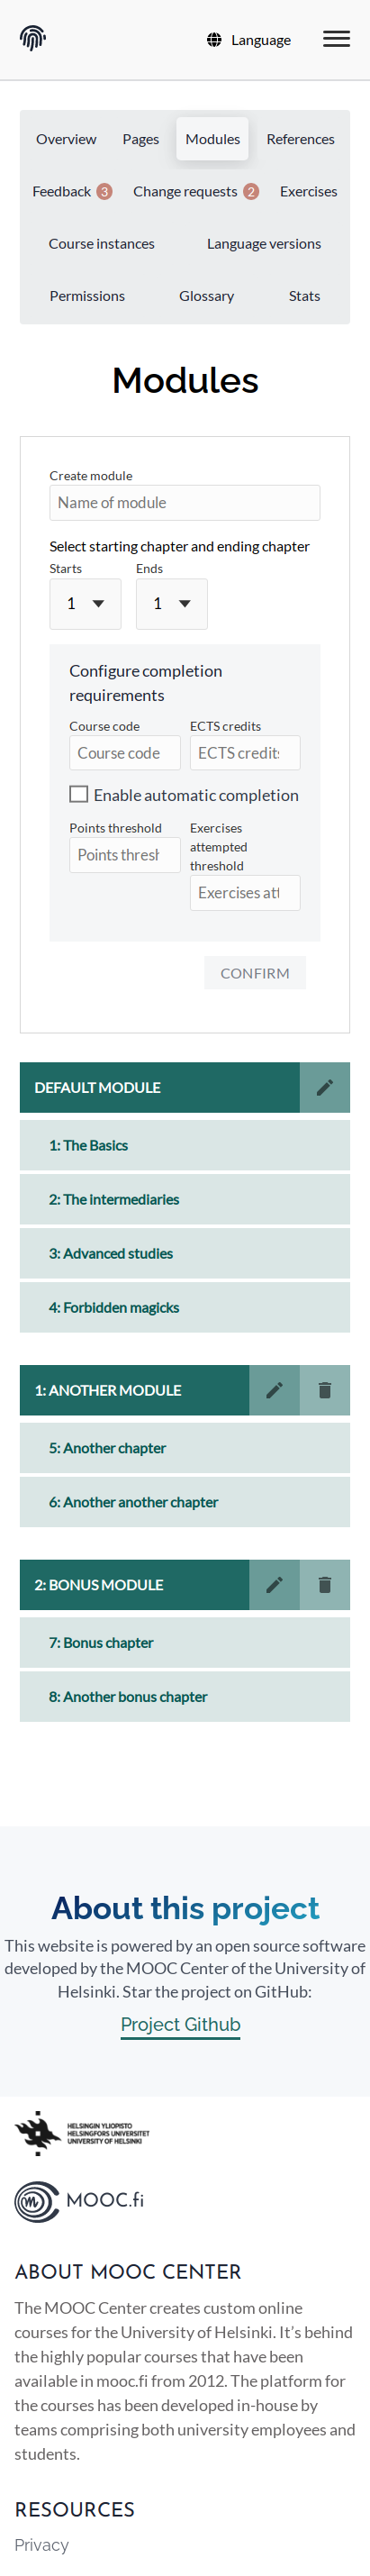 Language
Overview Pages Modules References
Feedback 3 Change requests 2 Exercises
Course instances Language versions
Permissions Glossary Stats
Modules
Create module
Name of module
Select starting chapter and ending chapter
Starts Ends
1 1
Configure completion
requirements
Course code ECTS credits
Course code ECTS credits
Enable automatic completion
Points threshold Exercises
attempted
threshold
Points thresh Exercises att
CONFIRM
DEFAULT MODULE
1: The Basics
2: The intermediaries
3: Advanced studies
4: Forbidden magicks
1: ANOTHER MODULE
5: Another chapter
6: Another another chapter
2: BONUS MODULE
7: Bonus chapter
8: Another bonus chapter
About this project
This website is powered by an open source software
developed by the MOOC Center of the University of
Helsinki. Star the project on GitHub:
Project Github
HELSINGIN YLIOPISTO
HELSINGFORS UNIVERSITET
UNIVERSITY OF HELSINKI
MOOC.fi
ABOUT MOOC CENTER
The MOOC Center creates custom online
courses for the University of Helsinki. It’s behind
the highly popular courses that have been
available in mooc.fi from 2012. The platform for
the courses has been developed in-house by
teams comprising both university employees and
students.
RESOURCES
Privacy